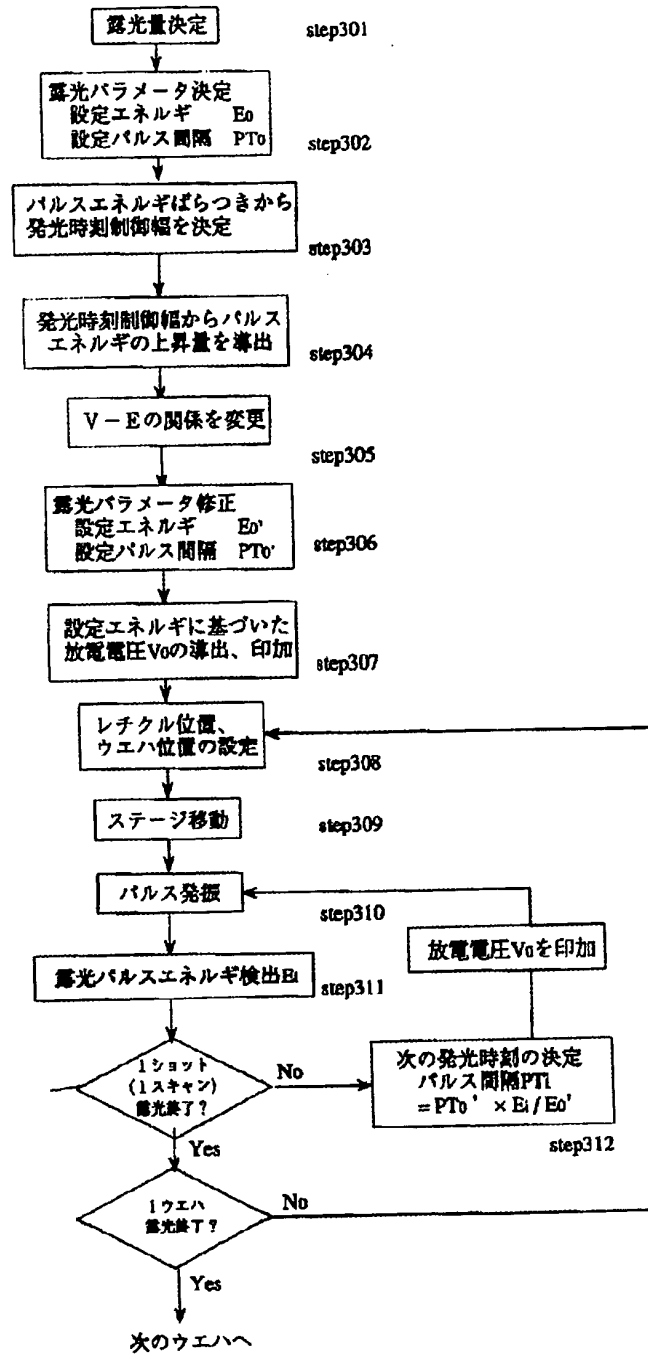 露光量決定
step301
露光パラメータ決定
設定エネルギ E₀
設定パルス間隔 PT₀
step302
パルスエネルギばらつきから
発光時刻制御幅を決定
step303
発光時刻制御幅からパルス
エネルギの上昇量を導出
step304
V－Eの関係を変更
step305
露光パラメータ修正
設定エネルギ E₀'
設定パルス間隔 PT₀'
step306
設定エネルギに基づいた
放電電圧V₀の導出、印加
step307
レチクル位置、
ウエハ位置の設定
step308
ステージ移動
step309
パルス発振
step310
放電電圧V₀を印加
露光パルスエネルギ検出Ei
step311
1ショット
(1スキャン)
露光終了?
No
次の発光時刻の決定
パルス間隔PTi
=PT₀' ×Ei/E₀'
step312
Yes
1ウエハ
露光終了?
No
Yes
次のウエハへ